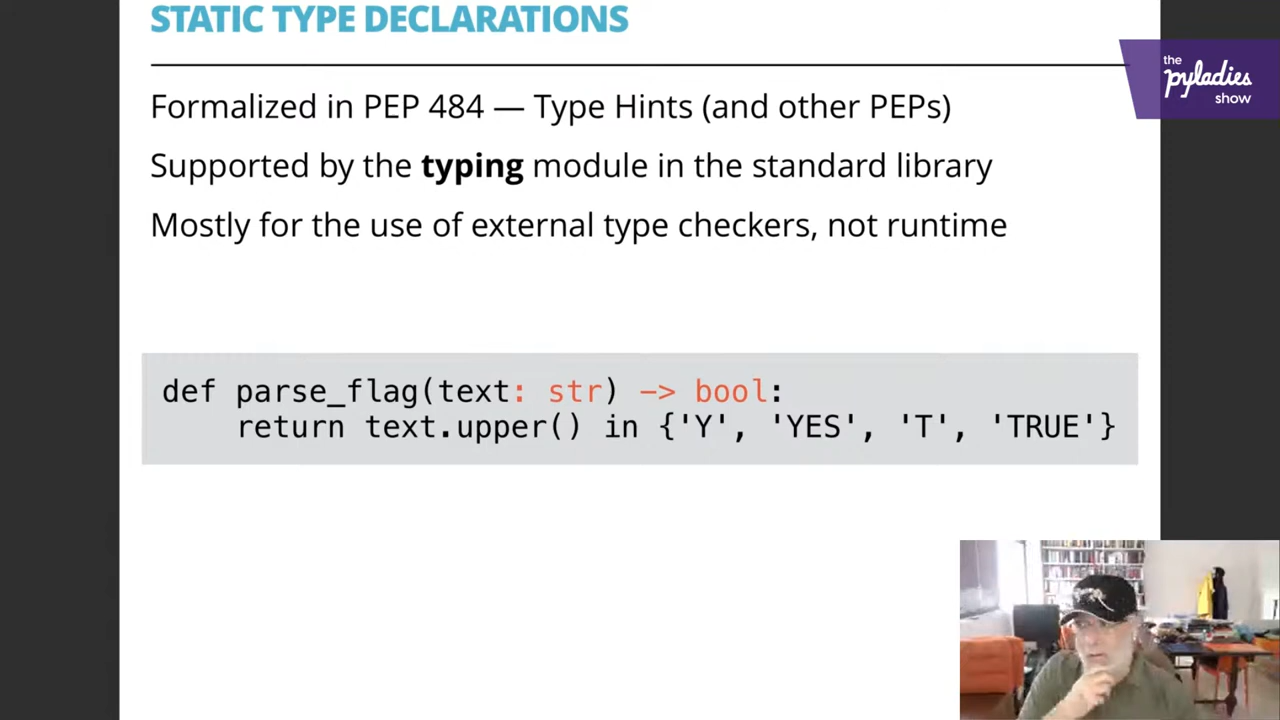 STATIC TYPE DECLARATIONS
the
pyladies
show
Formalized in PEP 484 — Type Hints (and other PEPs)
Supported by the typing module in the standard library
Mostly for the use of external type checkers, not runtime
def parse_flag(text: str) -> bool:
    return text.upper() in {'Y', 'YES', 'T', 'TRUE'}